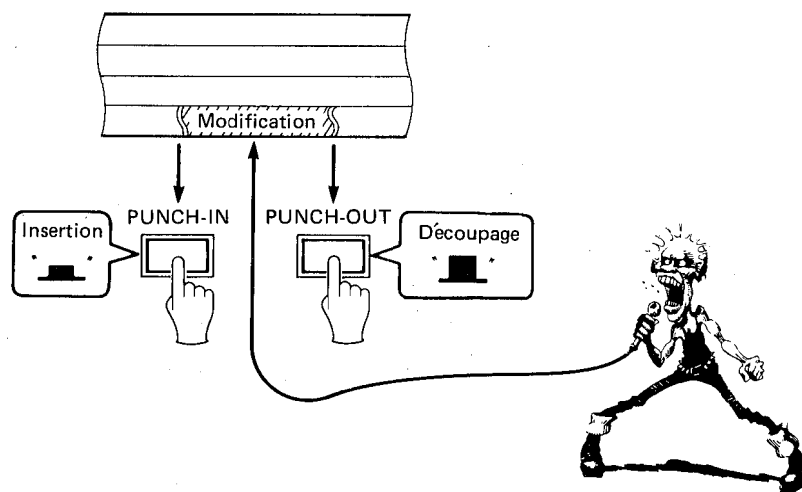 Modification
PUNCH-IN
PUNCH-OUT
Insertion
Découpage